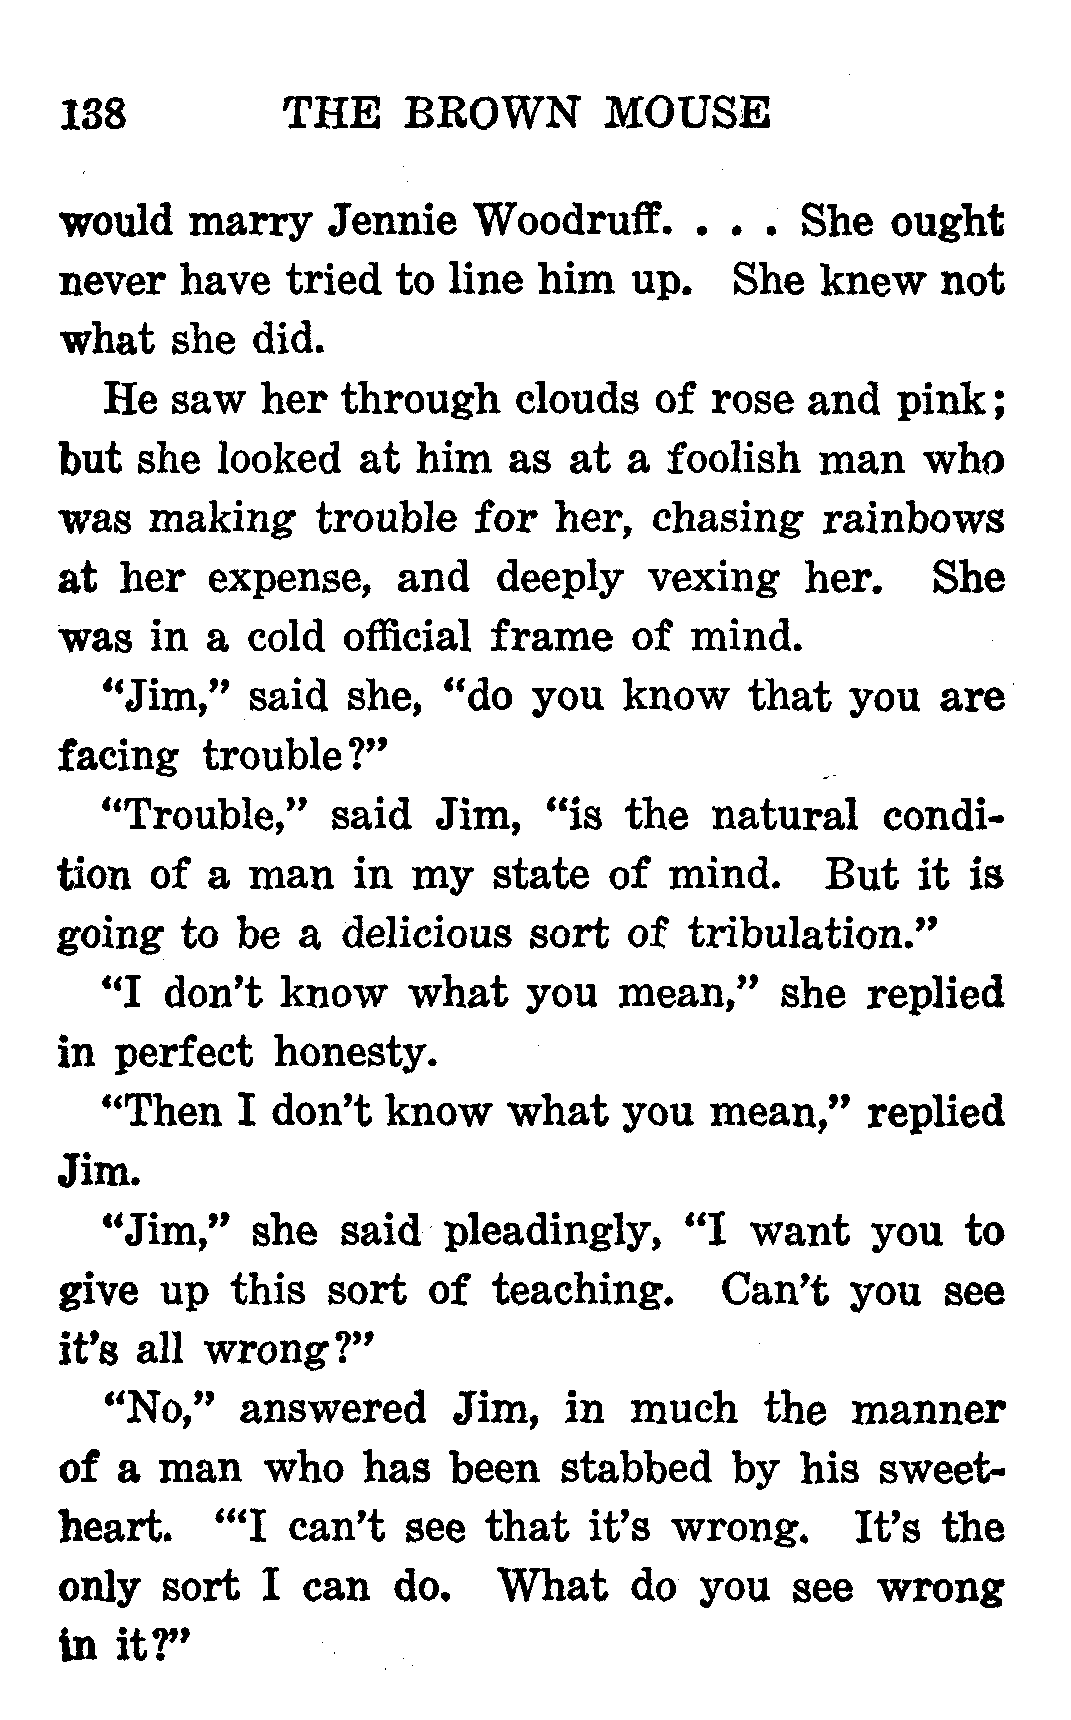 138 THE BROWN MOUSE
would marry Jennie Woodruff. . . . She ought
never have tried to line him up. She knew not
what she did.
He saw her through clouds of rose and pink;
but she looked at him as at a foolish man who
was making trouble for her, chasing rainbows
at her expense, and deeply vexing her. She
was in a cold official frame of mind.
“Jim,” said she, “do you know that you are
facing trouble?”
“Trouble,” said Jim, “is the natural condi-
tion of a man in my state of mind. But it is
going to be a delicious sort of tribulation.”
“I don’t know what you mean,” she replied
in perfect honesty.
“Then I don’t know what you mean,” replied
Jim.
“Jim,” she said pleadingly, “I want you to
give up this sort of teaching. Can’t you see
it’s all wrong?”
“No,” answered Jim, in much the manner
of a man who has been stabbed by his sweet-
heart. “‘I can’t see that it’s wrong. It’s the
only sort I can do. What do you see wrong
in it?”